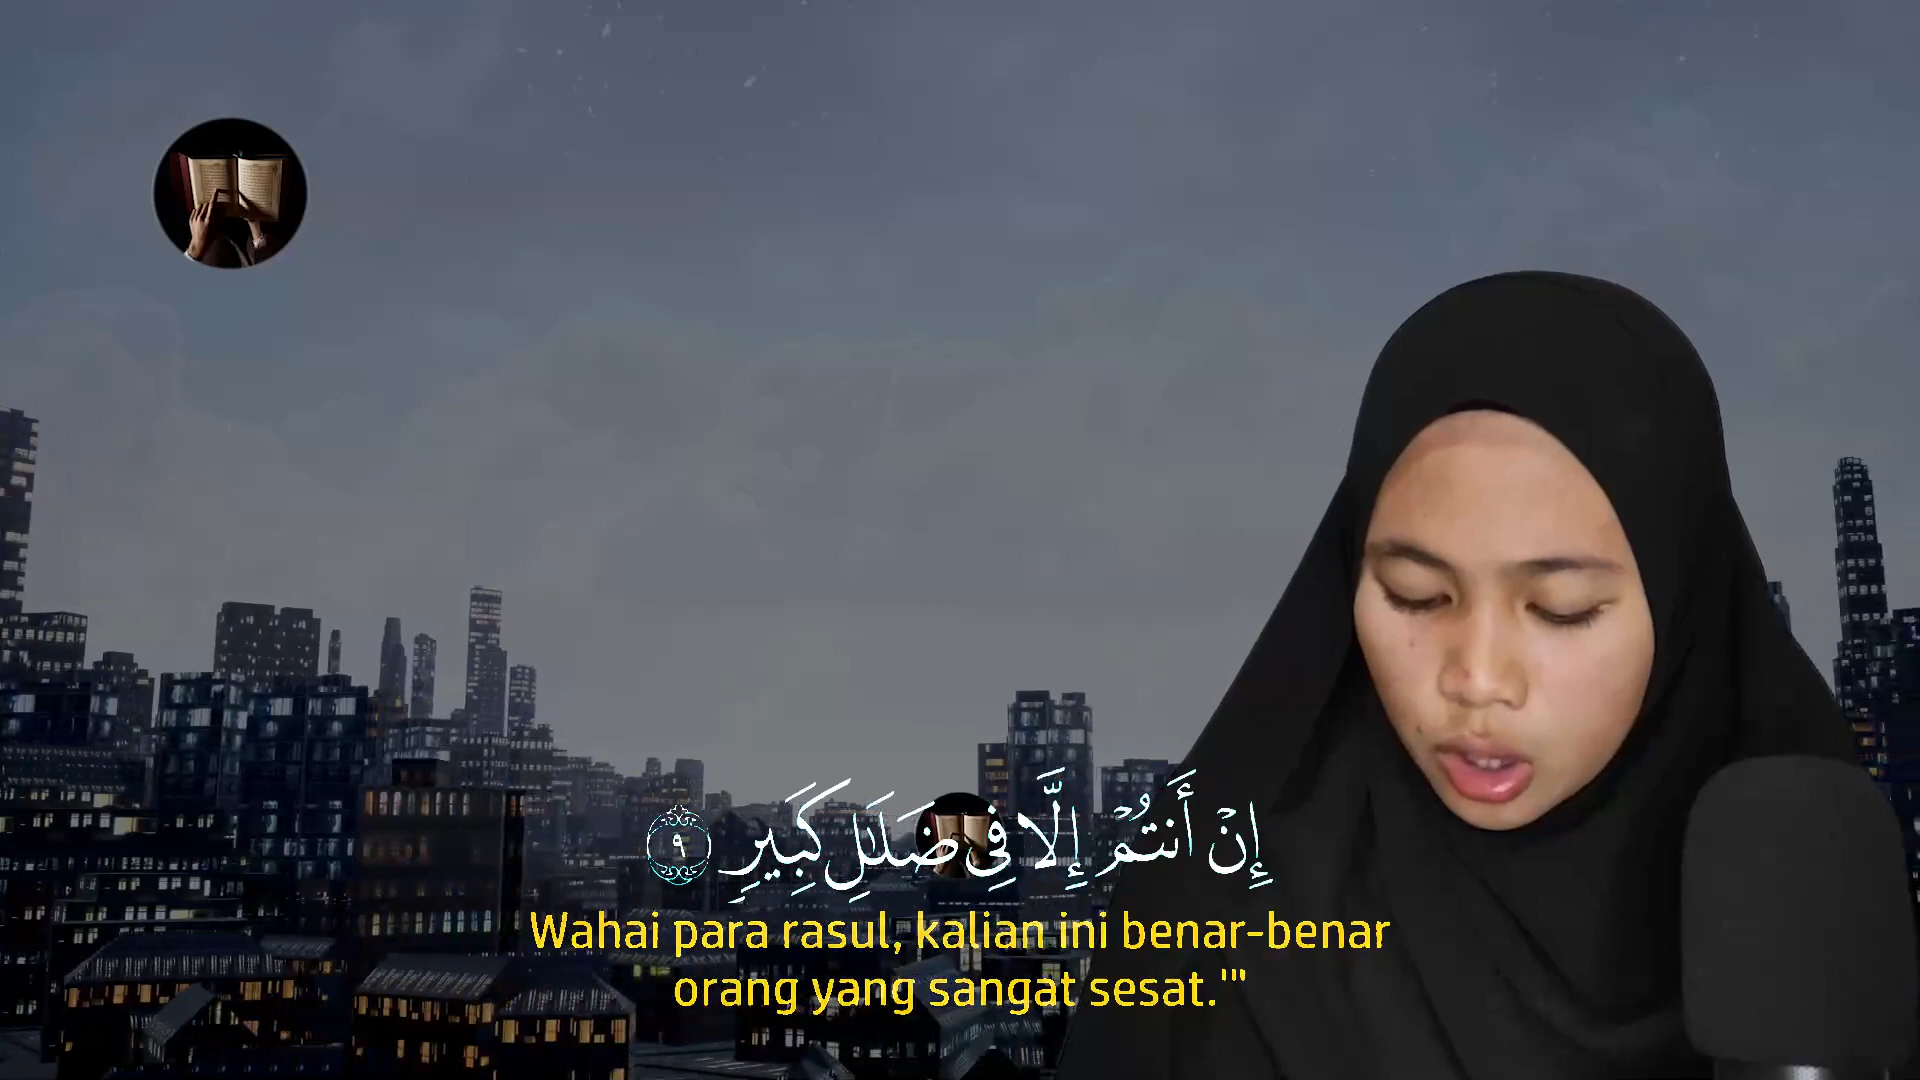 إِنْ أَنتُمْ إِلَّا فِى ضَلَـٰلٍ كَبِيرٍ ٩
Wahai para rasul, kalian ini benar-benar
orang yang sangat sesat.'"